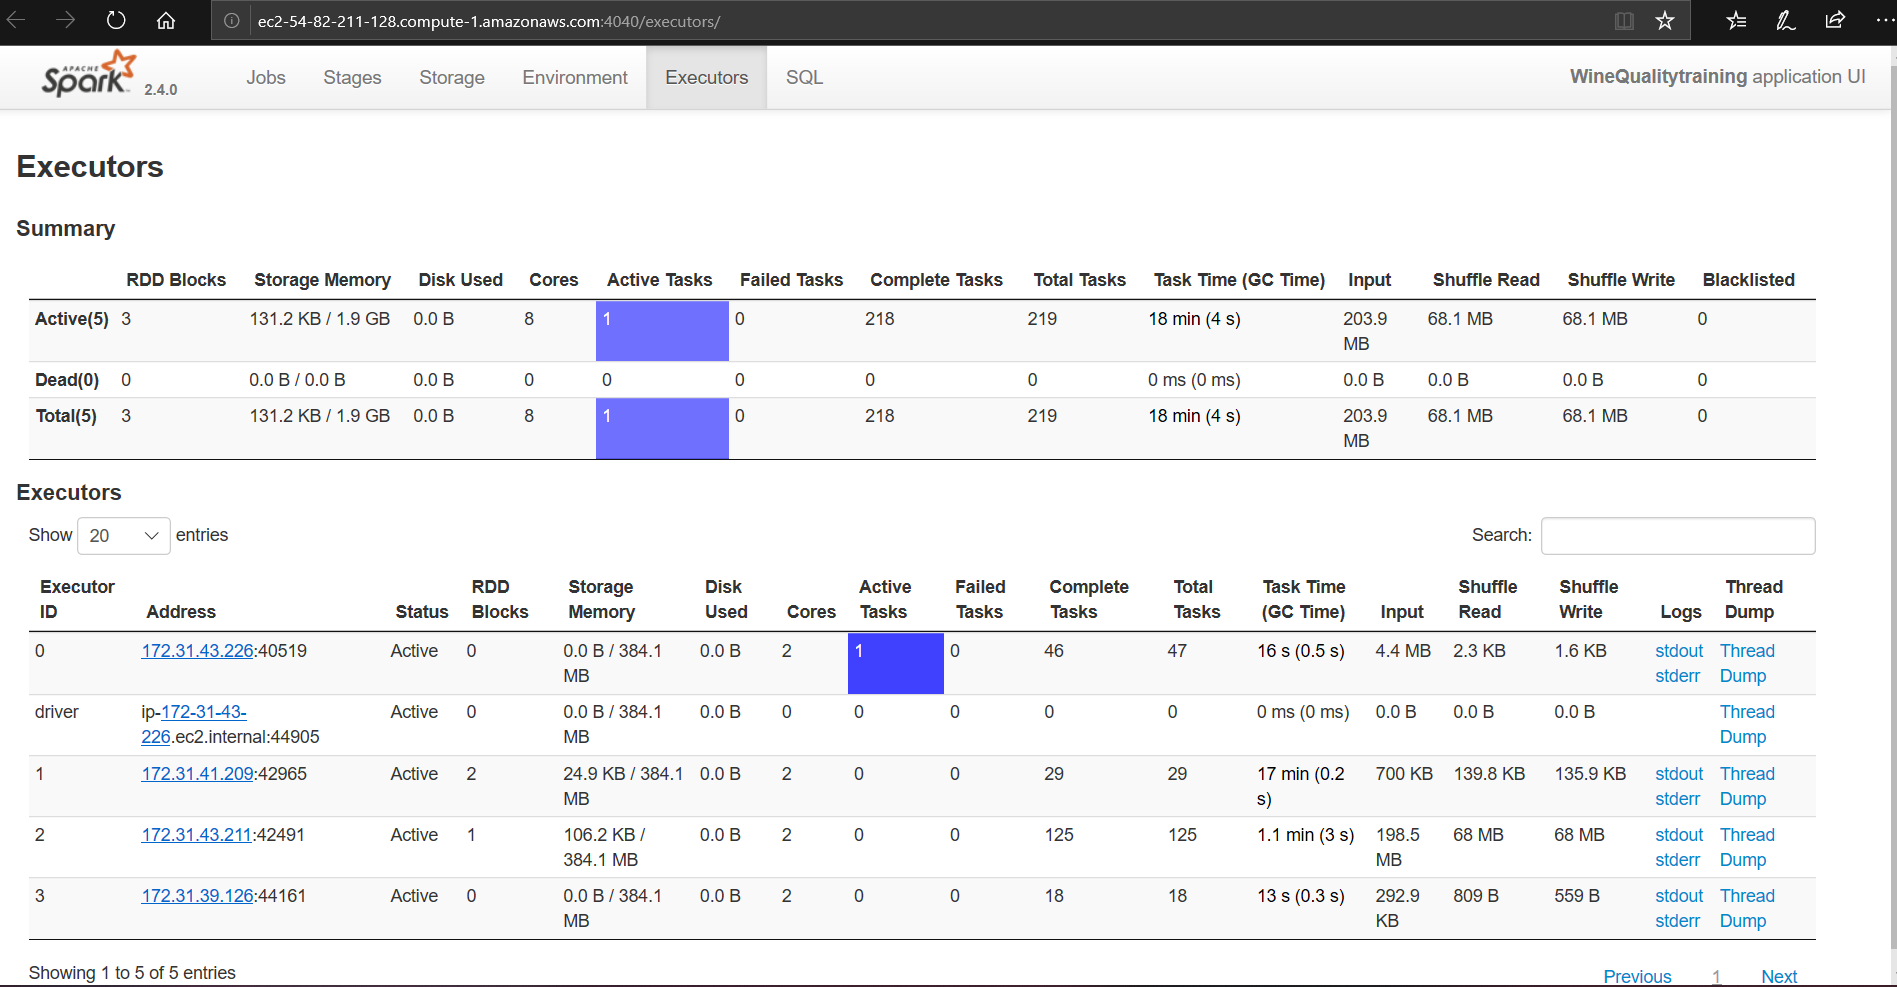 ec2-54-82-211-128.compute-1.amazonaws.com:4040/executors/
APACHE Spark 2.4.0 Jobs Stages Storage Environment Executors SQL WineQualitytraining application UI
Executors
Summary
RDD Blocks Storage Memory Disk Used Cores Active Tasks Failed Tasks Complete Tasks Total Tasks Task Time (GC Time) Input Shuffle Read Shuffle Write Blacklisted
Active(5) 3 131.2 KB / 1.9 GB 0.0 B 8 1 0 218 219 18 min (4 s) 203.9 68.1 MB 68.1 MB 0
MB
Dead(0) 0 0.0 B / 0.0 B 0.0 B 0 0 0 0 0 0 ms (0 ms) 0.0 B 0.0 B 0.0 B 0
Total(5) 3 131.2 KB / 1.9 GB 0.0 B 8 1 0 218 219 18 min (4 s) 203.9 68.1 MB 68.1 MB 0
MB
Executors
Show 20 entries Search:
Executor RDD Storage Disk Active Failed Complete Total Task Time Shuffle Shuffle Thread
ID Address Status Blocks Memory Used Cores Tasks Tasks Tasks Tasks (GC Time) Input Read Write Logs Dump
0 172.31.43.226:40519 Active 0 0.0 B / 384.1 0.0 B 2 1 0 46 47 16 s (0.5 s) 4.4 MB 2.3 KB 1.6 KB stdout Thread
MB stderr Dump
driver ip-172-31-43- Active 0 0.0 B / 384.1 0.0 B 0 0 0 0 0 0 ms (0 ms) 0.0 B 0.0 B 0.0 B Thread
226.ec2.internal:44905 MB Dump
1 172.31.41.209:42965 Active 2 24.9 KB / 384.1 0.0 B 2 0 0 29 29 17 min (0.2 700 KB 139.8 KB 135.9 KB stdout Thread
MB s) stderr Dump
2 172.31.43.211:42491 Active 1 106.2 KB / 0.0 B 2 0 0 125 125 1.1 min (3 s) 198.5 68 MB 68 MB stdout Thread
384.1 MB MB stderr Dump
3 172.31.39.126:44161 Active 0 0.0 B / 384.1 0.0 B 2 0 0 18 18 13 s (0.3 s) 292.9 809 B 559 B stdout Thread
MB KB stderr Dump
Showing 1 to 5 of 5 entries
Previous 1 Next